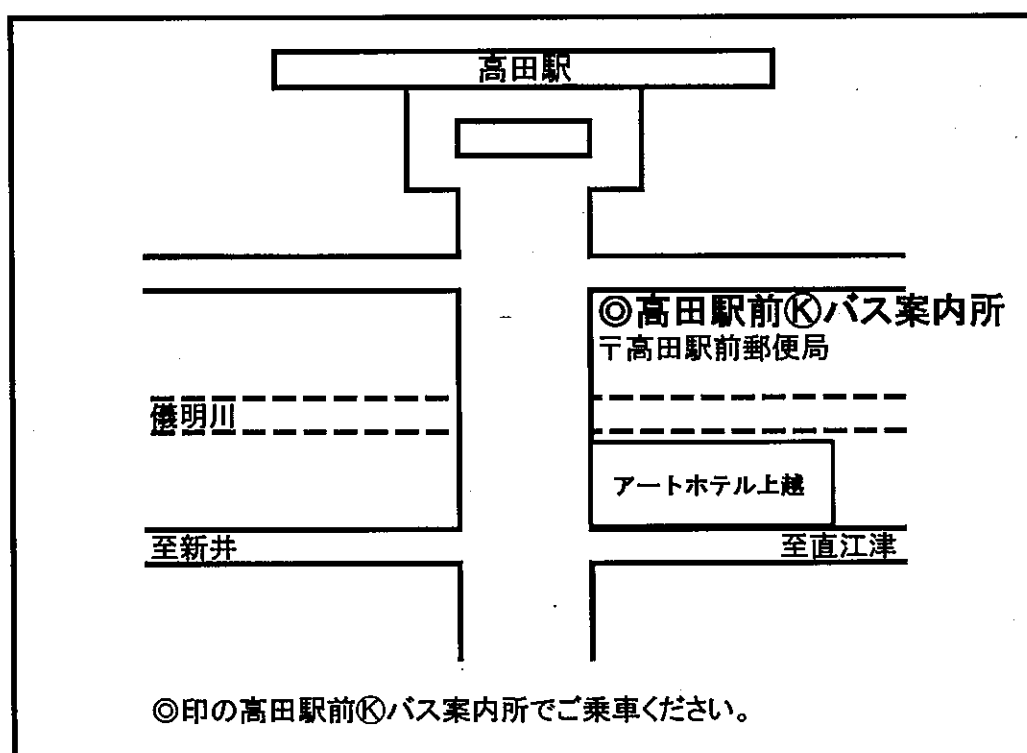 高田駅
◎高田駅前Ⓚバス案内所
〒高田駅前郵便局
儀明川
アートホテル上越
至新井
至直江津
◎印の高田駅前Ⓚバス案内所でご乗車ください。